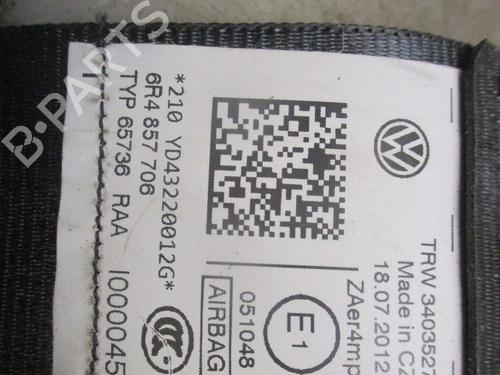 *210 YD43220012G*
6R4 857 706
TYP 65736 RAA I000045
AIRBAG
051048
E1
ZAer4mp
TRW 3403527
Made in CZ
18.07.2012
B-PARTS